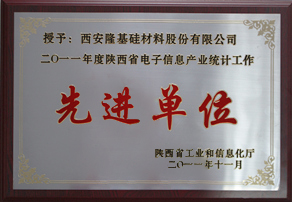 授予：西安隆基硅材料股份有限公司
二〇一一年度陕西省电子信息产业统计工作
先进单位
陕西省工业和信息化厅
二〇一一年十一月